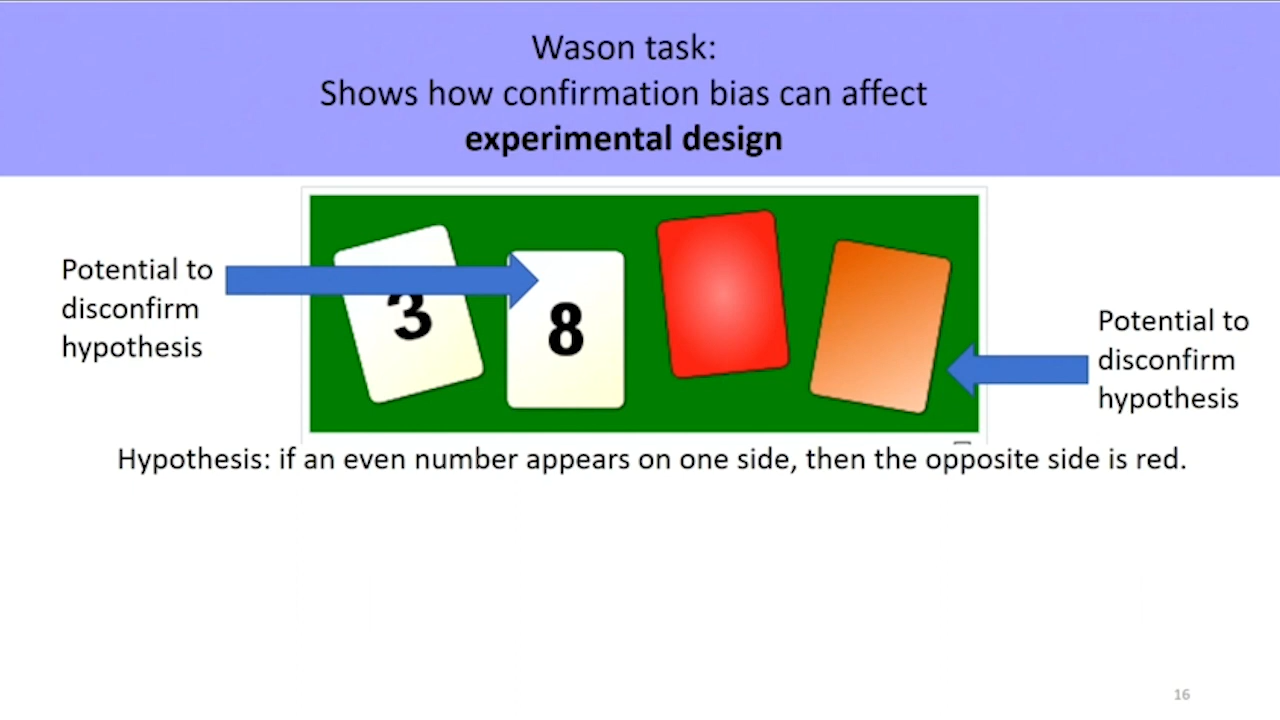 Wason task:
Shows how confirmation bias can affect
experimental design
Potential to
disconfirm
hypothesis
3
8
Potential to
disconfirm
hypothesis
Hypothesis: if an even number appears on one side, then the opposite side is red.
16